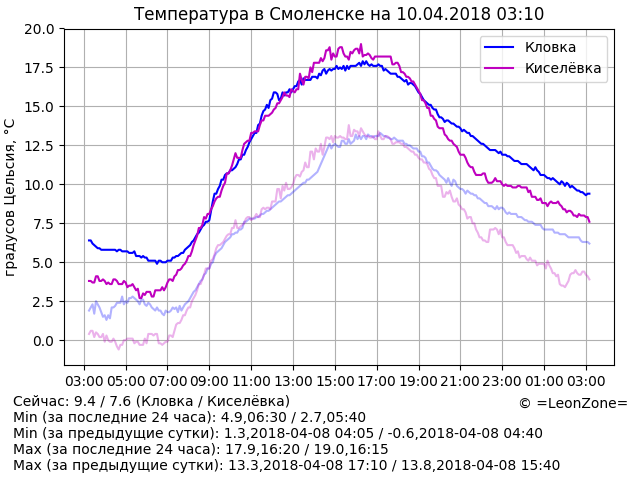 Температура в Смоленске на 10.04.2018 03:10
20.0
17.5
15.0
12.5
10.0
7.5
5.0
2.5
0.0
градусов Цельсия, °C
Кловка
Киселёвка
03:00 05:00 07:00 09:00 11:00 13:00 15:00 17:00 19:00 21:00 23:00 01:00 03:00
Сейчас: 9.4 / 7.6 (Кловка / Киселёвка)
© =LeonZone=
Min (за последние 24 часа): 4.9,06:30 / 2.7,05:40
Min (за предыдущие сутки): 1.3,2018-04-08 04:05 / -0.6,2018-04-08 04:40
Max (за последние 24 часа): 17.9,16:20 / 19.0,16:15
Max (за предыдущие сутки): 13.3,2018-04-08 17:10 / 13.8,2018-04-08 15:40